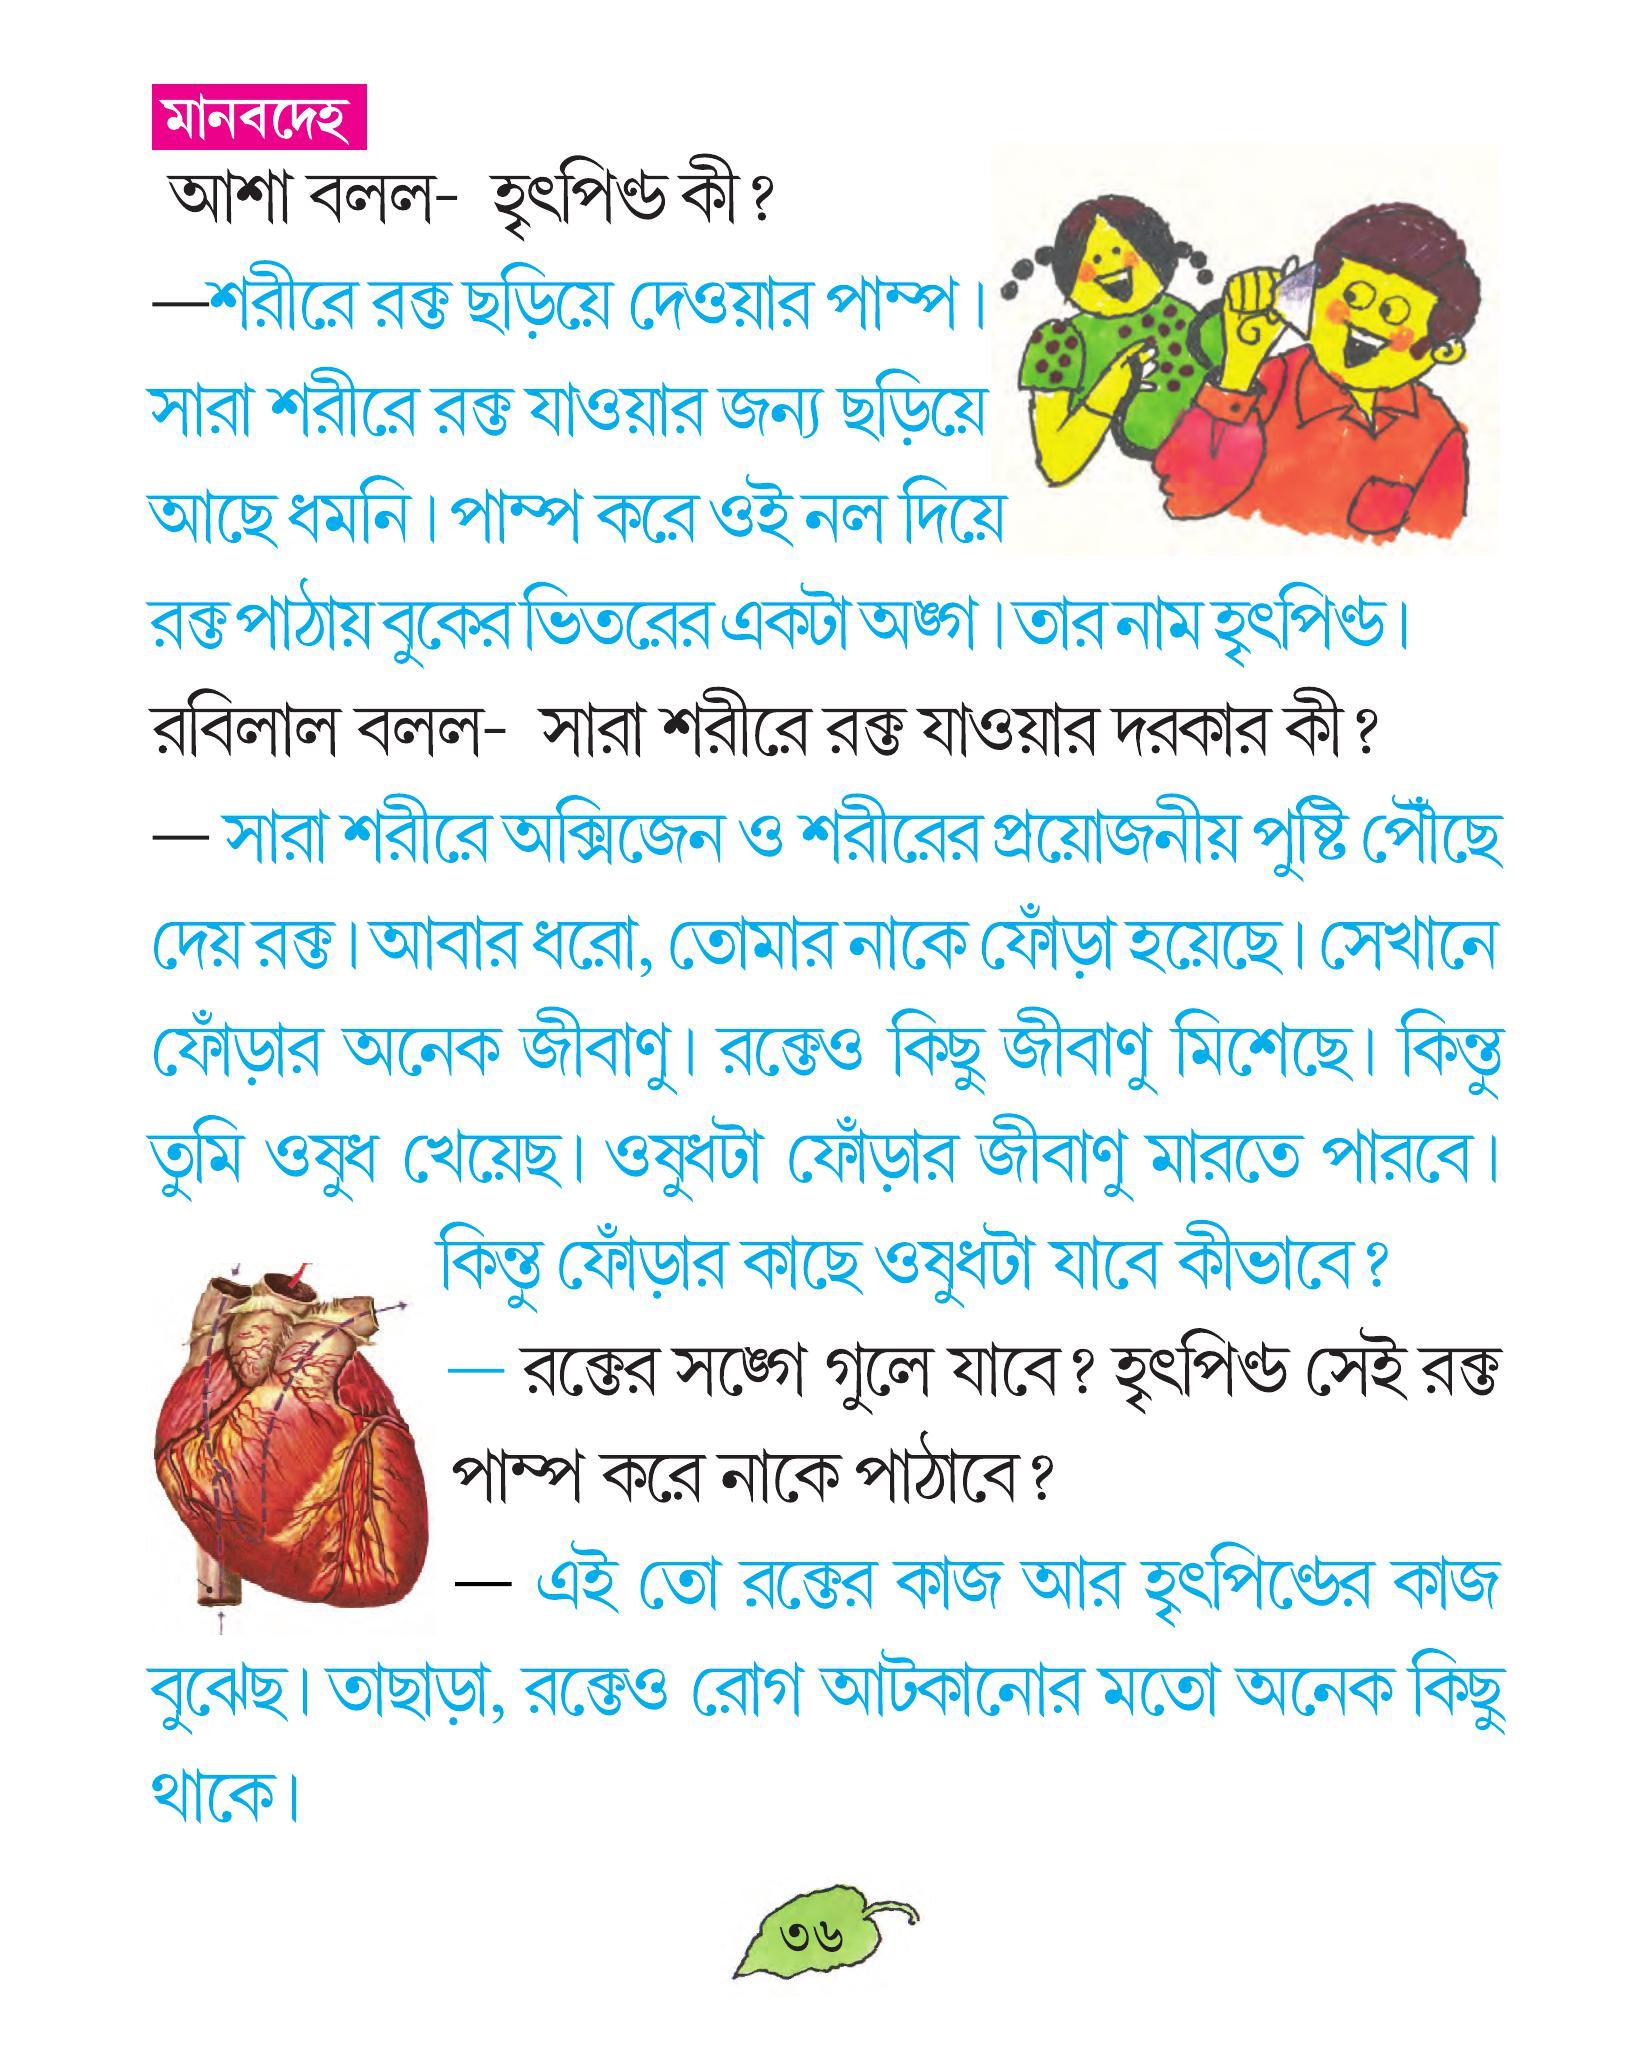 মানবদেহ
আশা বলল- হৃৎপিণ্ড কী?
—শরীরে রক্ত ছড়িয়ে দেওয়ার পাম্প।
সারা শরীরে রক্ত যাওয়ার জন্য ছড়িয়ে
আছে ধমনি। পাম্প করে ওই নল দিয়ে
রক্ত পাঠায় বুকের ভিতরের একটা অঙ্গ। তার নাম হৃৎপিণ্ড।
রবিলাল বলল- সারা শরীরে রক্ত যাওয়ার দরকার কী?
— সারা শরীরে অক্সিজেন ও শরীরের প্রয়োজনীয় পুষ্টি পৌঁছে
দেয় রক্ত। আবার ধরো, তোমার নাকে ফোঁড়া হয়েছে। সেখানে
ফোঁড়ার অনেক জীবাণু। রক্তেও কিছু জীবাণু মিশেছে। কিন্তু
তুমি ওষুধ খেয়েছ। ওষুধটা ফোঁড়ার জীবাণু মারতে পারবে।
কিন্তু ফোঁড়ার কাছে ওষুধটা যাবে কীভাবে?
— রক্তের সঙ্গে গুলে যাবে? হৃৎপিণ্ড সেই রক্ত
পাম্প করে নাকে পাঠাবে?
— এই তো রক্তের কাজ আর হৃৎপিণ্ডের কাজ
বুঝেছ। তাছাড়া, রক্তেও রোগ আটকানোর মতো অনেক কিছু
থাকে।
৩৬